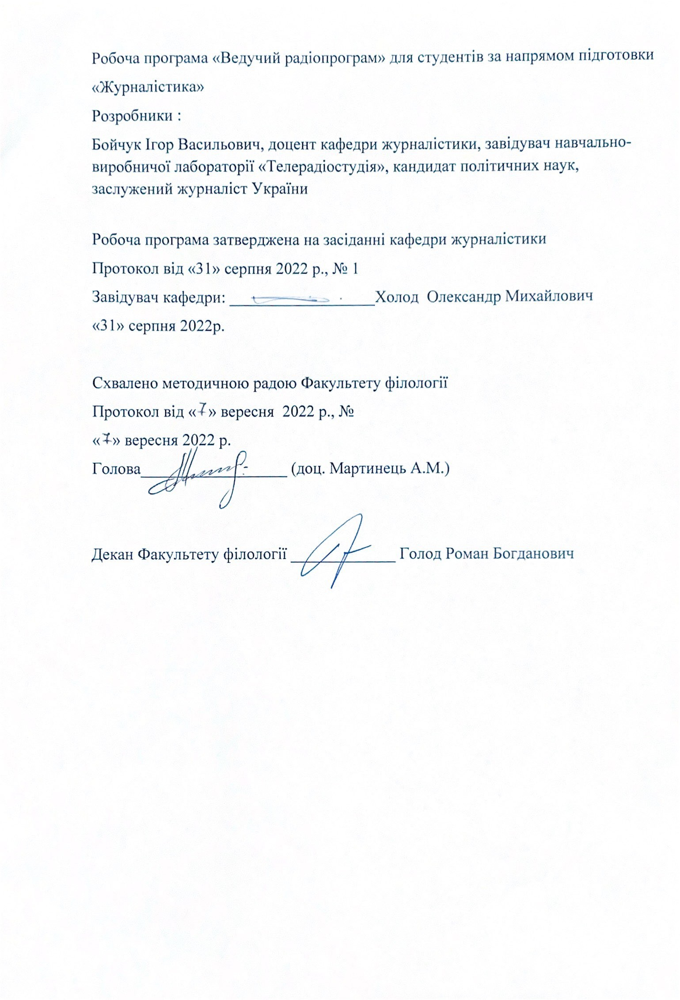 Робоча програма «Ведучий радіопрограм» для студентів за напрямом підготовки
«Журналістика»
Розробники :
Бойчук Ігор Васильович, доцент кафедри журналістики, завідувач навчально-
виробничої лабораторії «Телерадіостудія», кандидат політичних наук,
заслужений журналіст України
Робоча програма затверджена на засіданні кафедри журналістики
Протокол від «31» серпня 2022 р., № 1
Завідувач кафедри: __________________Холод Олександр Михайлович
«31» серпня 2022р.
Схвалено методичною радою Факультету філології
Протокол від «7» вересня 2022 р., №
«7» вересня 2022 р.
Голова__________________ (доц. Мартинець А.М.)
Декан Факультету філології _____________ Голод Роман Богданович